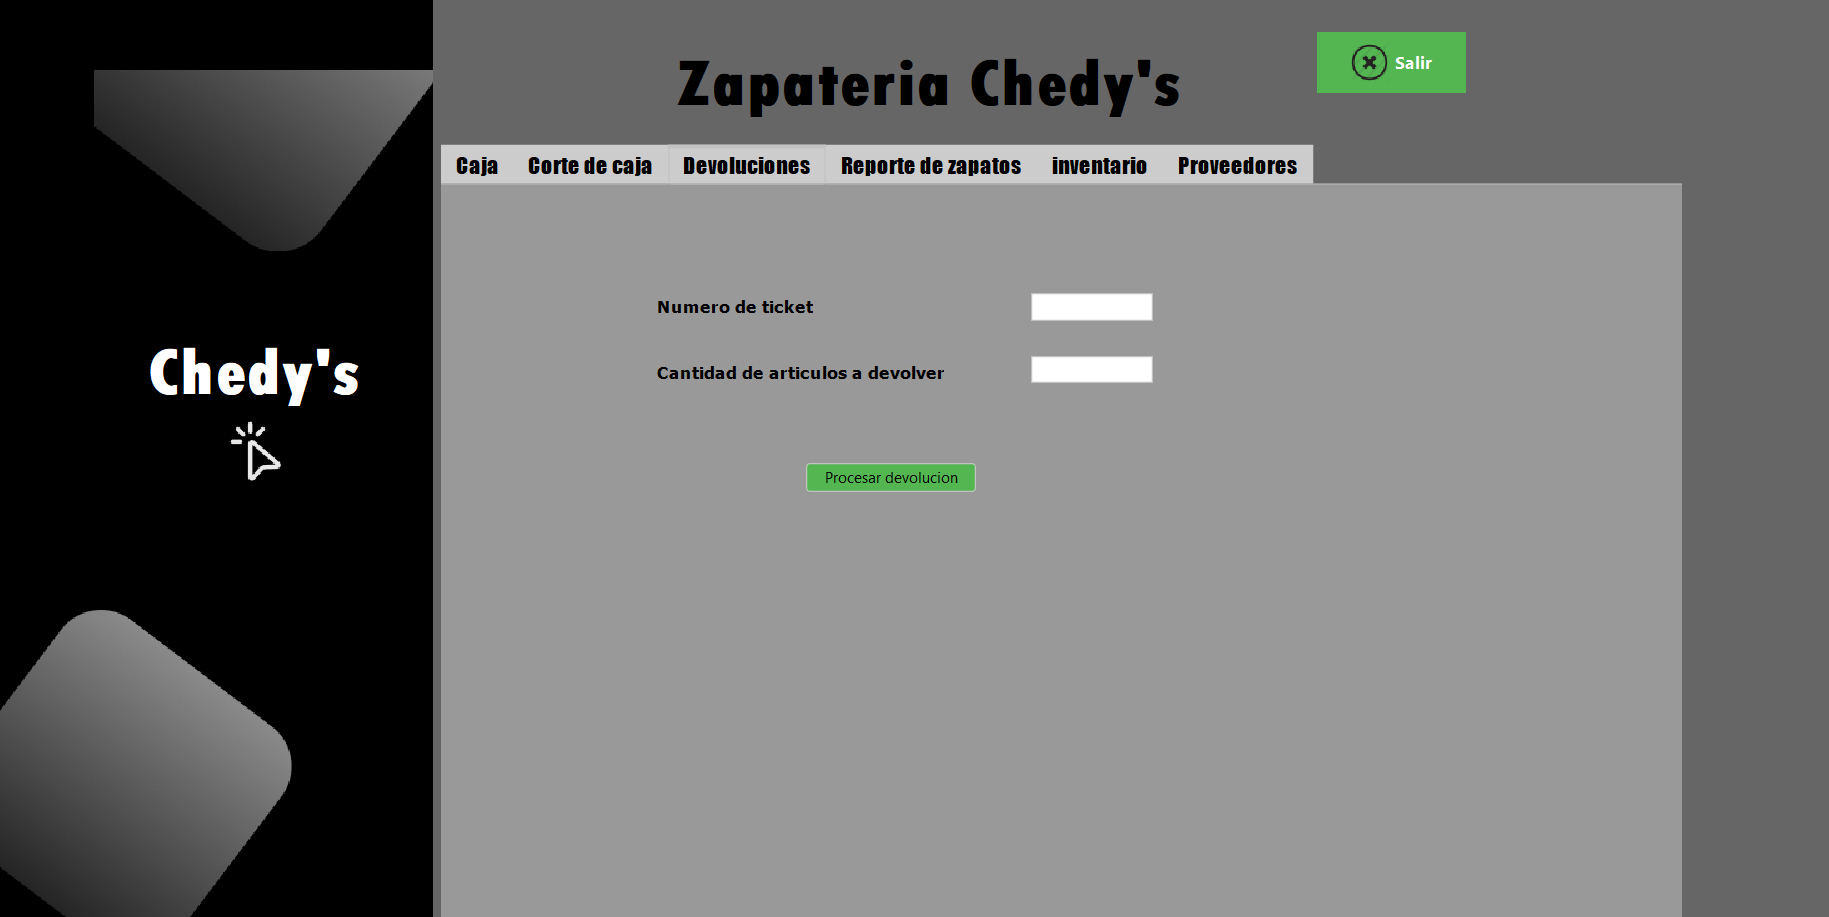 Zapateria Chedy's
Salir
Caja
Corte de caja
Devoluciones
Reporte de zapatos
inventario
Proveedores
Chedy's
Numero de ticket
Cantidad de articulos a devolver
Procesar devolucion